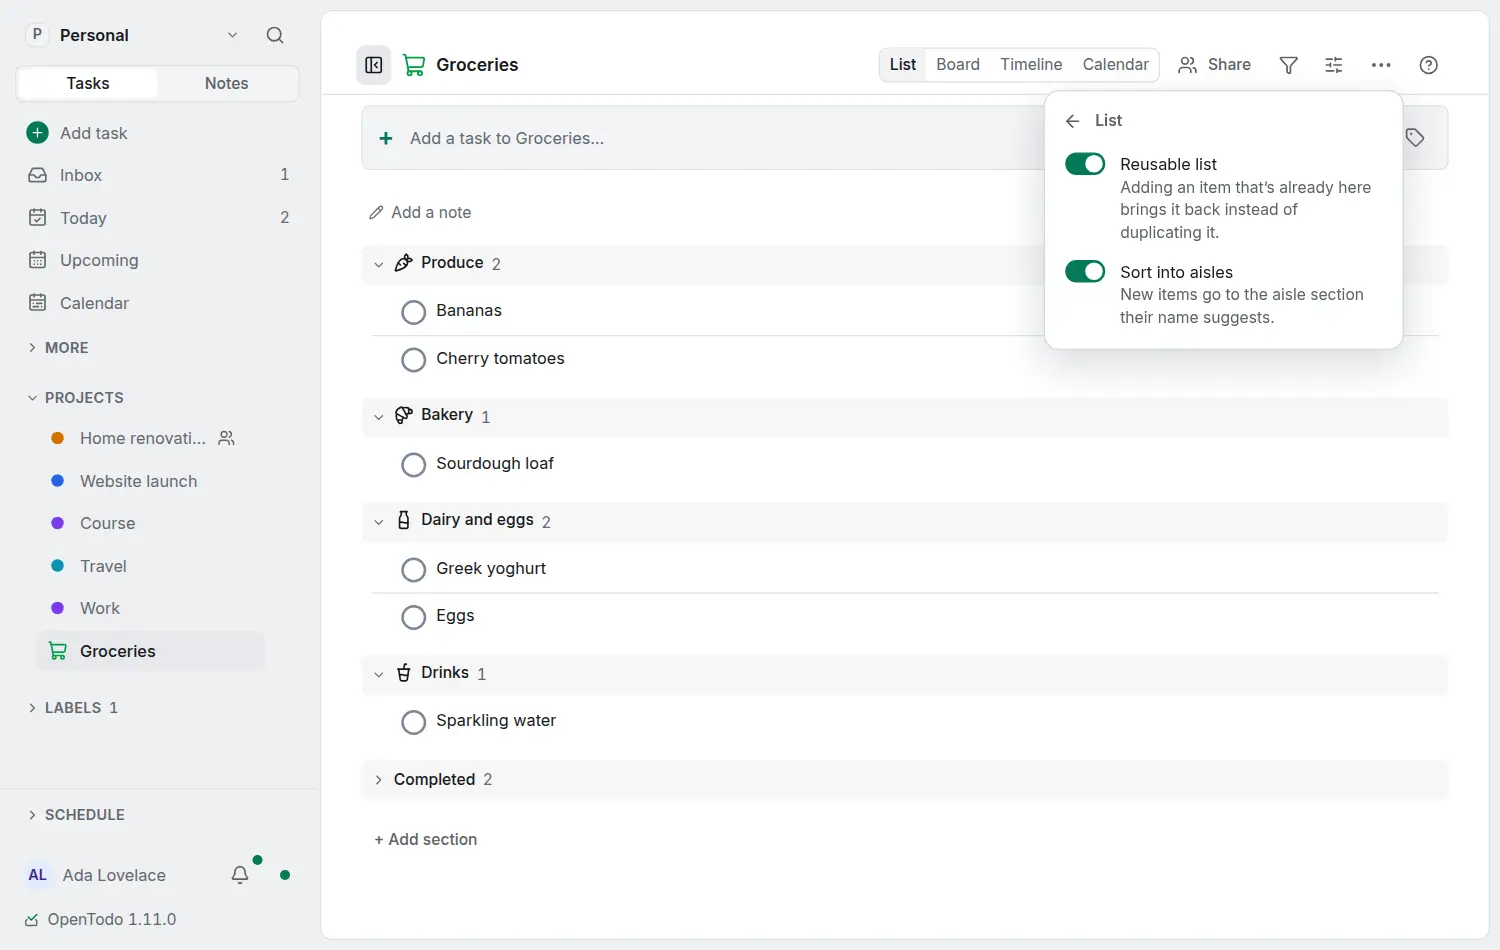 P Personal
Tasks Notes
Add task
Inbox 1
Today 2
Upcoming
Calendar
MORE
PROJECTS
Home renovati...
Website launch
Course
Travel
Work
Groceries
LABELS 1
SCHEDULE
AL Ada Lovelace
OpenTodo 1.11.0
Groceries
List Board Timeline Calendar Share
+ Add a task to Groceries...
Add a note
Produce 2
Bananas
Cherry tomatoes
Bakery 1
Sourdough loaf
Dairy and eggs 2
Greek yoghurt
Eggs
Drinks 1
Sparkling water
Completed 2
+ Add section
List
Reusable list
Adding an item that’s already here
brings it back instead of
duplicating it.
Sort into aisles
New items go to the aisle section
their name suggests.